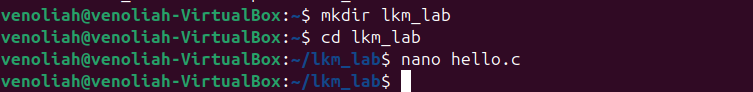 venoliah@venoliah-VirtualBox:~$ mkdir lkm_lab
venoliah@venoliah-VirtualBox:~$ cd lkm_lab
venoliah@venoliah-VirtualBox:~/lkm_lab$ nano hello.c
venoliah@venoliah-VirtualBox:~/lkm_lab$